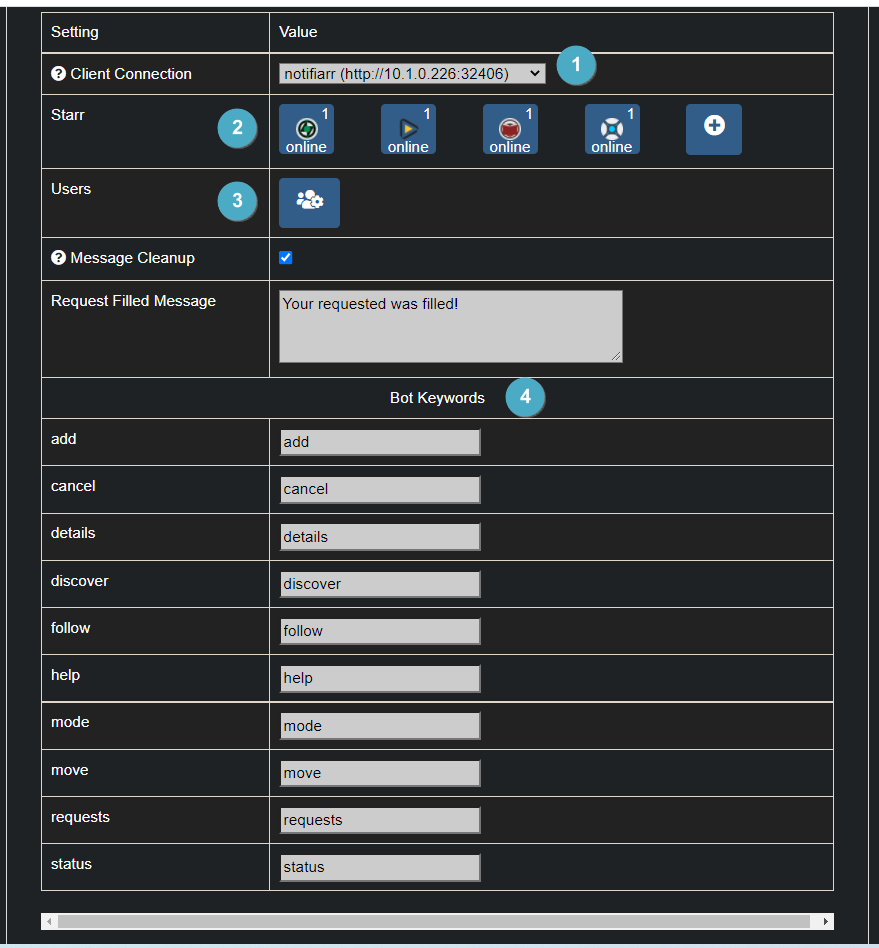 Setting Value
? Client Connection notifiarr (http://10.1.0.226:32406) 1
Starr 2 1 1 1 1
online online online online
Users 3
? Message Cleanup
Request Filled Message Your requested was filled!
Bot Keywords 4
add add
cancel cancel
details details
discover discover
follow follow
help help
mode mode
move move
requests requests
status status